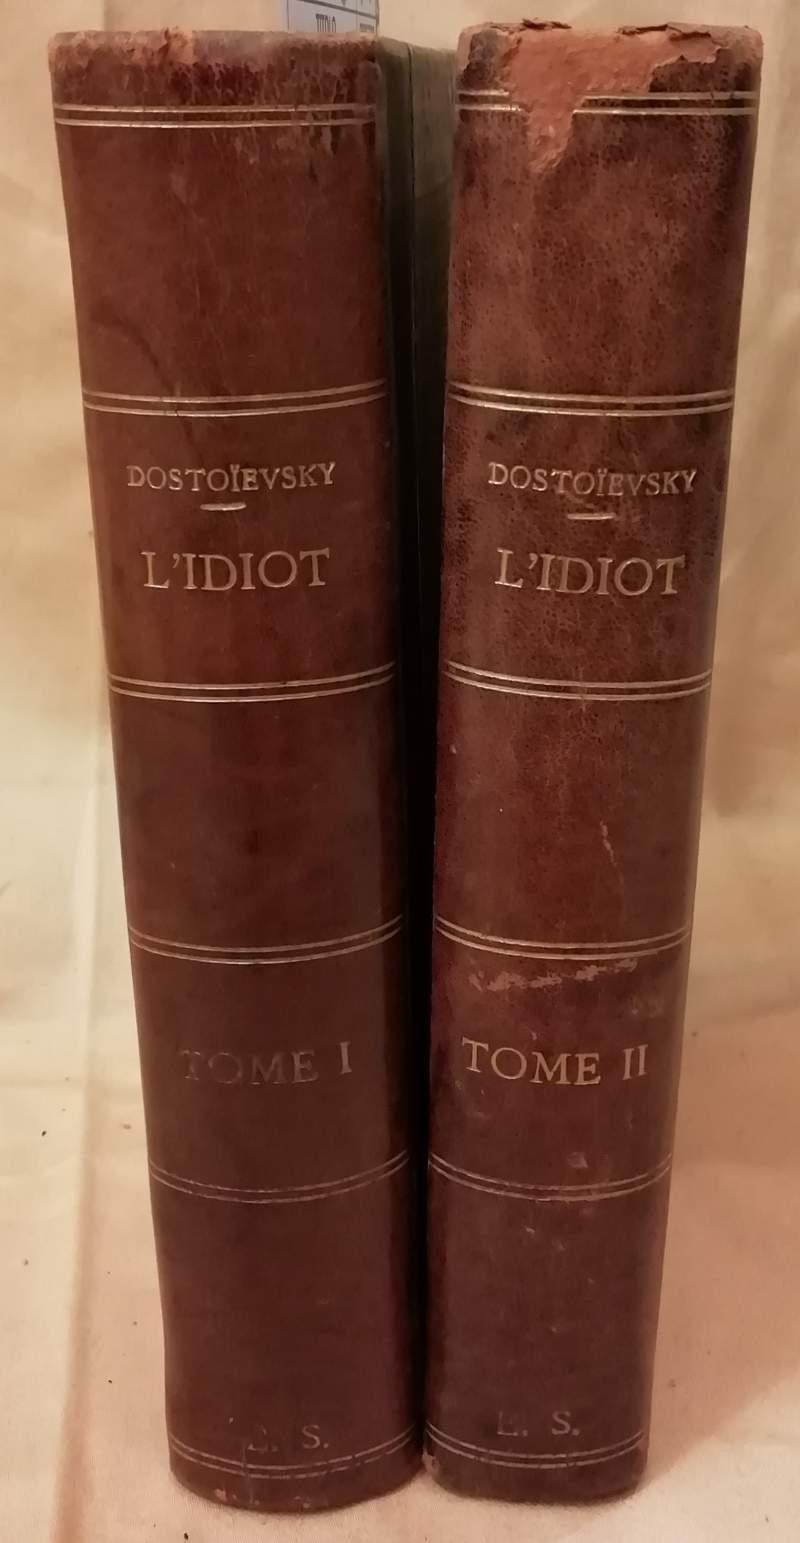 DOSTOÏEVSKY
L'IDIOT
TOME I
S.
DOSTOÏEVSKY
L'IDIOT
TOME II
E. S.